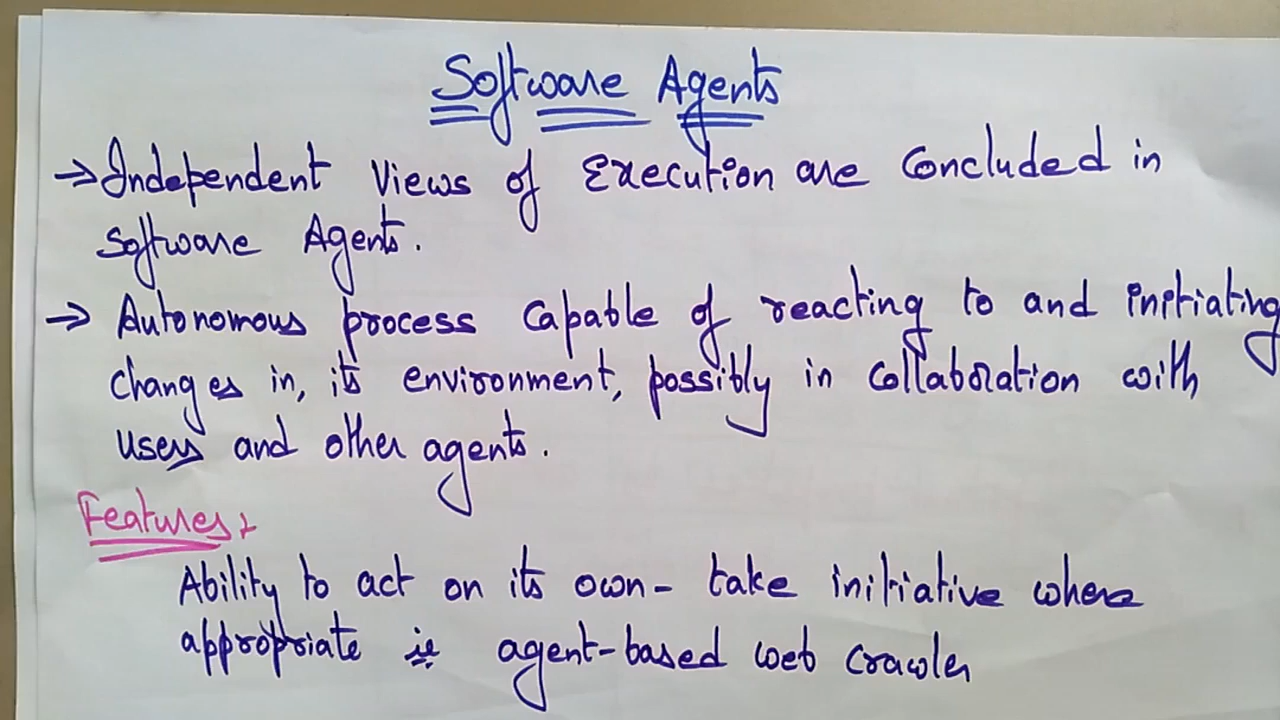 Software Agents
→ Independent Views of Execution are Concluded in
Software Agents.
→ Autonomous process capable of reacting to and initiating
changes in, its environment, possibly in collaboration with
users and other agents.
Features:
Ability to act on its own - take initiative where
appropriate ie agent-based web crawler